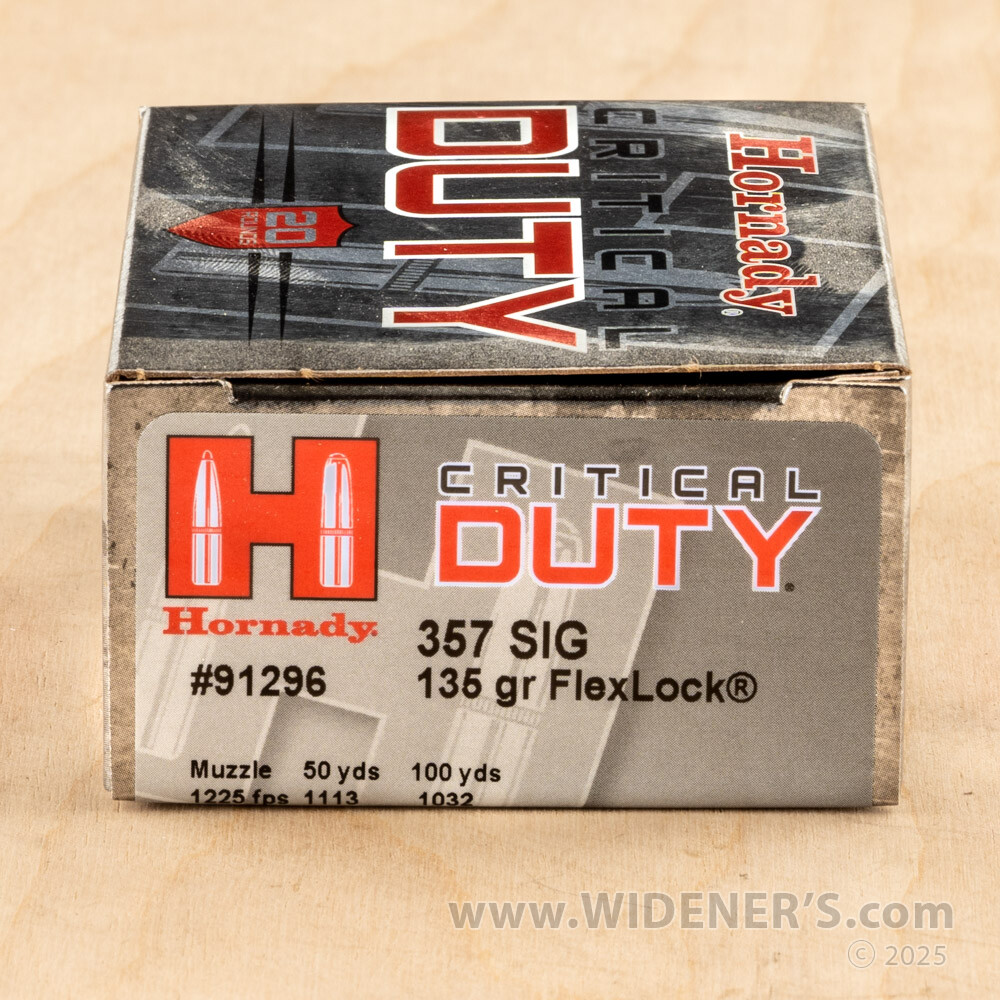 Hornady®
CRITICAL
DUTY
20
ROUNDS
CRITICAL
DUTY
Hornady
357 SIG
#91296
135 gr FlexLock®
Muzzle 50 yds 100 yds
1225 fps 1113 1032
www.WIDENER'S.com
© 2025